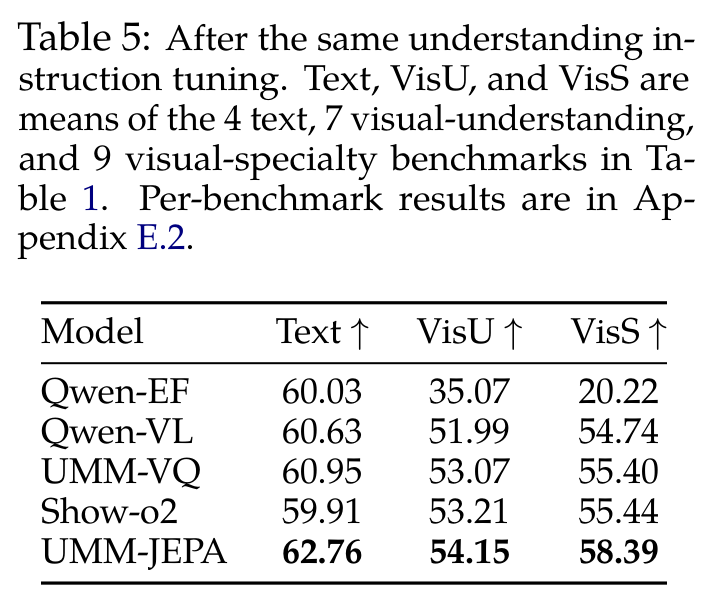 Table 5: After the same understanding in-
struction tuning. Text, VisU, and VisS are
means of the 4 text, 7 visual-understanding,
and 9 visual-specialty benchmarks in Ta-
ble 1. Per-benchmark results are in Ap-
pendix E.2.
Model Text ↑ VisU ↑ VisS ↑
Qwen-EF 60.03 35.07 20.22
Qwen-VL 60.63 51.99 54.74
UMM-VQ 60.95 53.07 55.40
Show-o2 59.91 53.21 55.44
UMM-JEPA 62.76 54.15 58.39